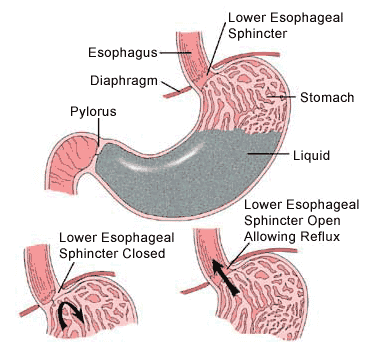 Lower Esophageal
Sphincter
Esophagus
Diaphragm
Stomach
Pylorus
Liquid
Lower Esophageal
Sphincter Closed
Lower Esophageal
Sphincter Open
Allowing Reflux